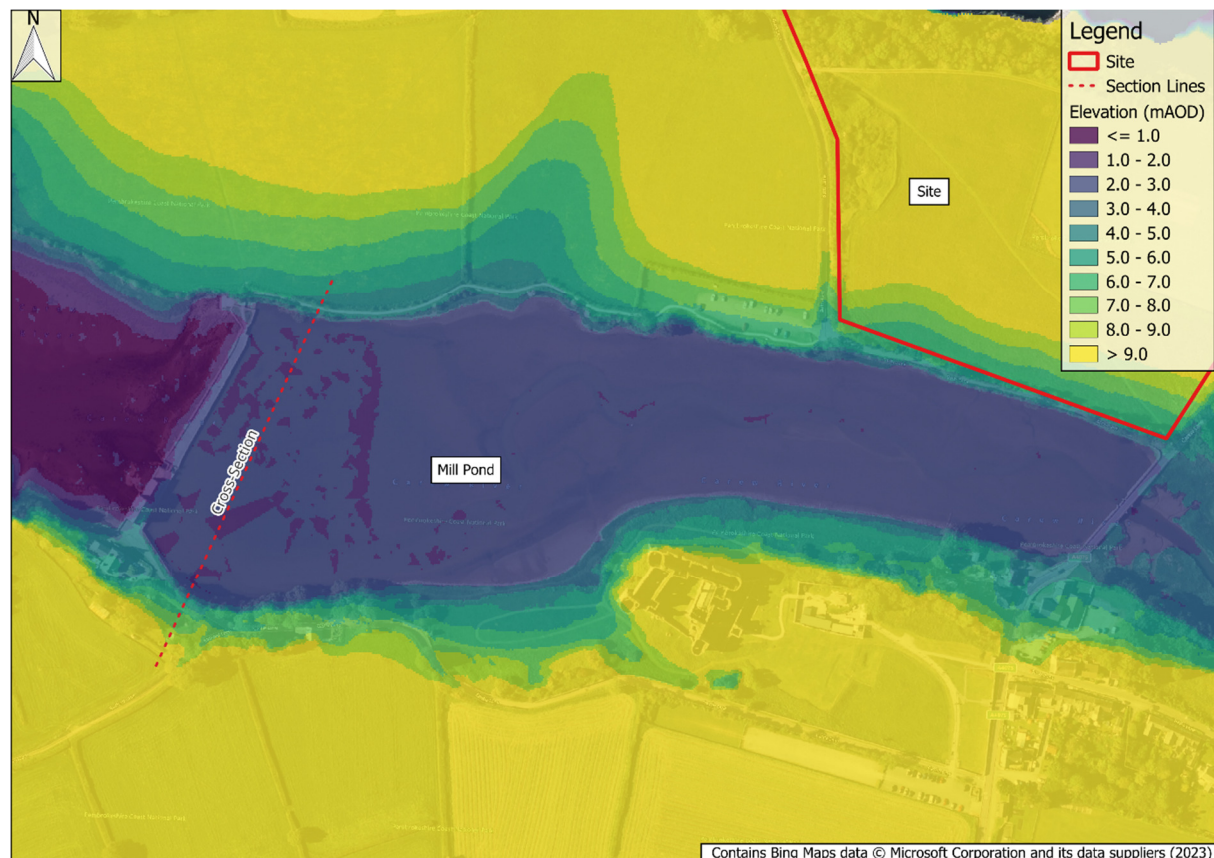 N
Legend
Site
Section Lines
Elevation (mAOD)
<= 1.0
1.0 - 2.0
2.0 - 3.0
3.0 - 4.0
4.0 - 5.0
5.0 - 6.0
6.0 - 7.0
7.0 - 8.0
8.0 - 9.0
> 9.0
Site
Cross-Section
Mill Pond
Contains Bing Maps data © Microsoft Corporation and its data suppliers (2023)